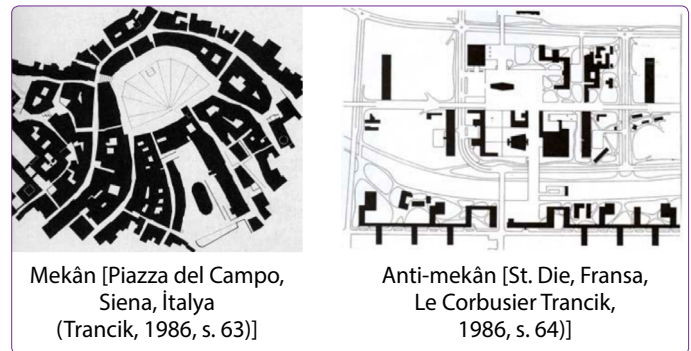 Mekân [Piazza del Campo,
Siena, İtalya
(Trancik, 1986, s. 63)]
Anti-mekân [St. Die, Fransa,
Le Corbusier Trancik,
1986, s. 64)]